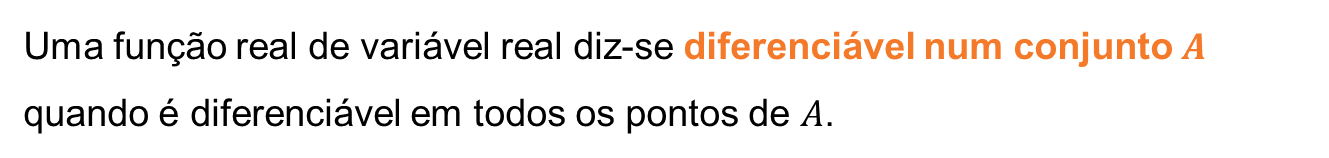 Uma função real de variável real diz-se diferenciável num conjunto A
quando é diferenciável em todos os pontos de A.